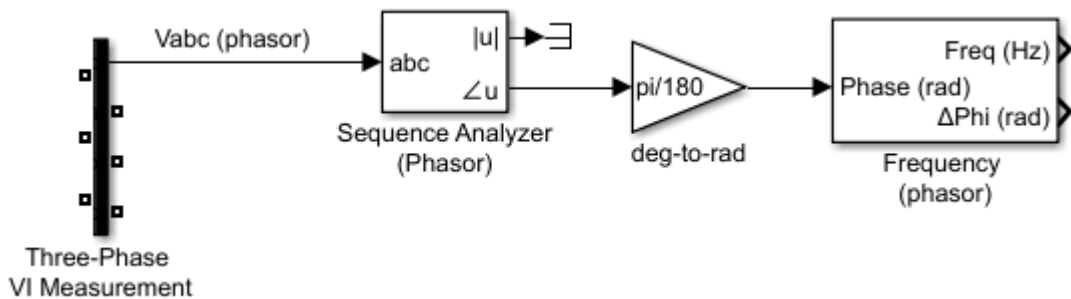 Vabc (phasor)
abc
|u|
∠u
Sequence Analyzer
(Phasor)
pi/180
deg-to-rad
Phase (rad)
Freq (Hz)
ΔPhi (rad)
Frequency
(phasor)
Three-Phase
VI Measurement